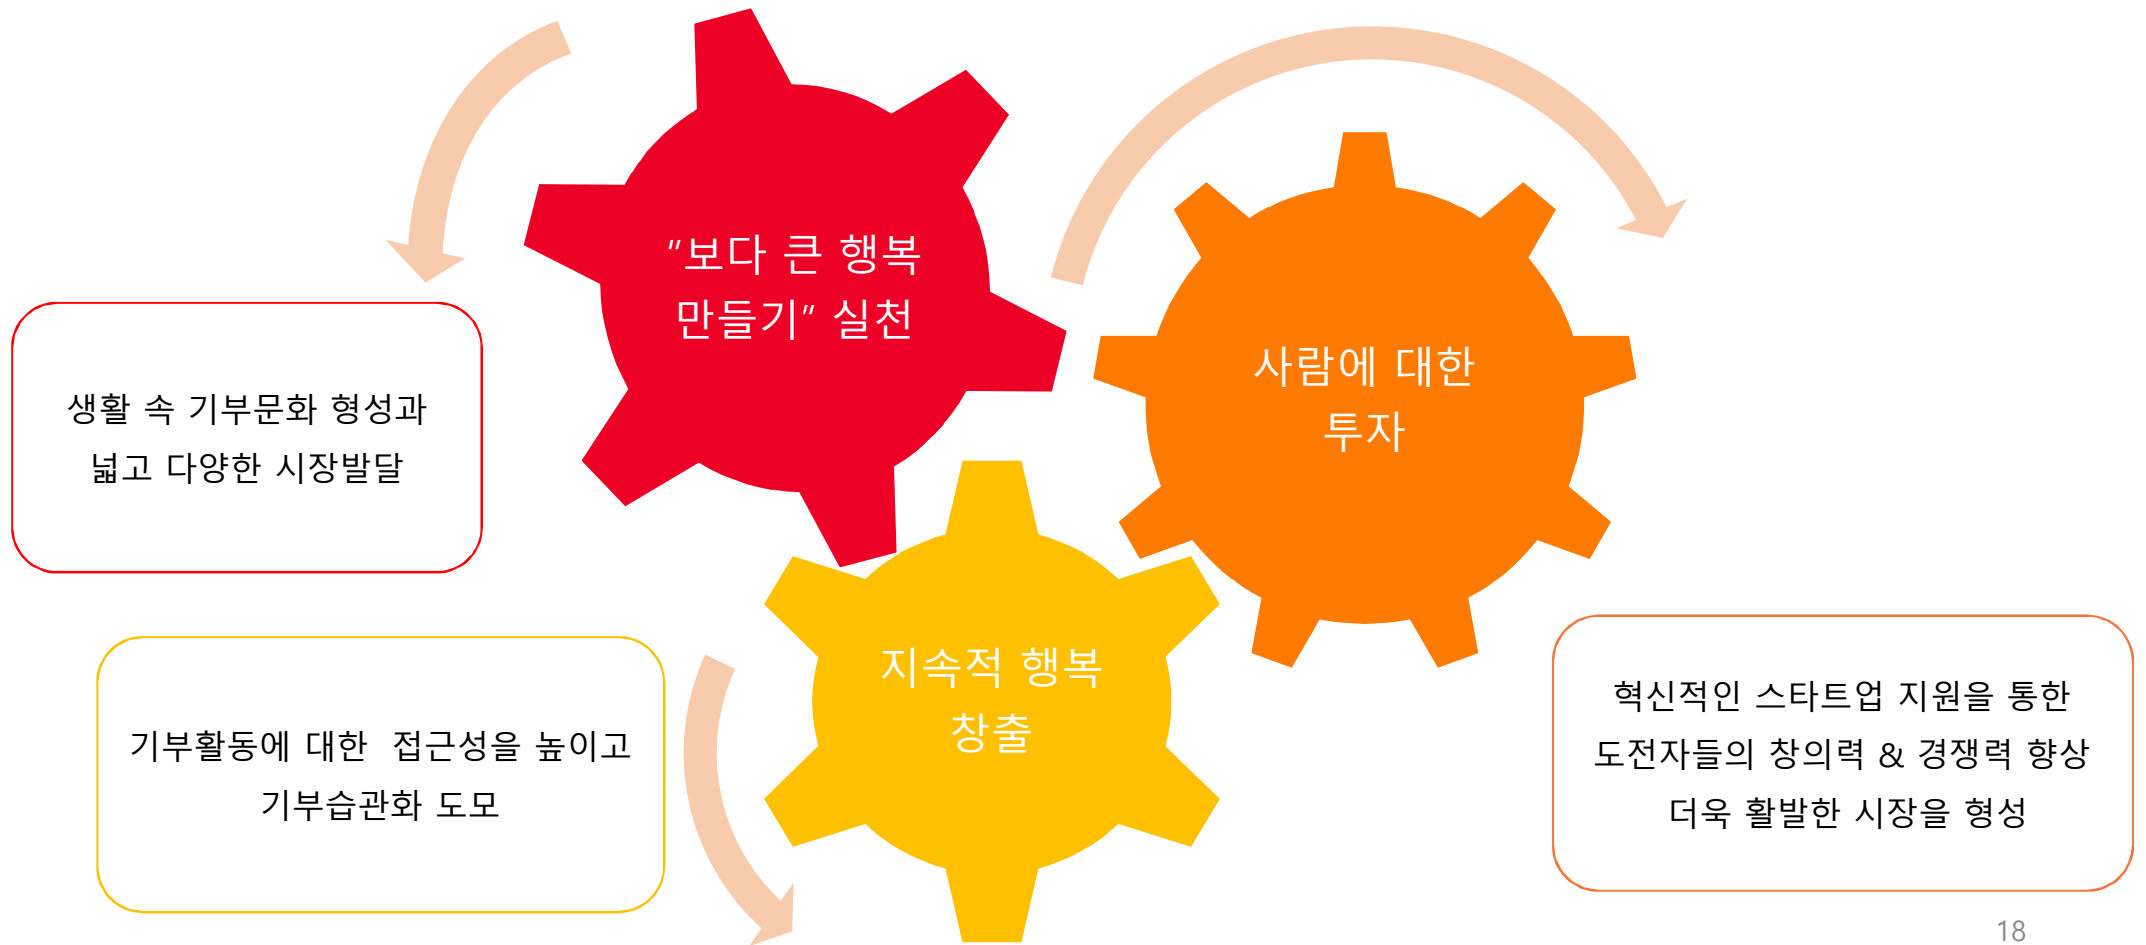 "보다 큰 행복
만들기" 실천
사람에 대한
투자
생활 속 기부문화 형성과
넓고 다양한 시장발달
지속적 행복
창출
기부활동에 대한 접근성을 높이고
기부습관화 도모
혁신적인 스타트업 지원을 통한
도전자들의 창의력 & 경쟁력 향상
더욱 활발한 시장을 형성
18